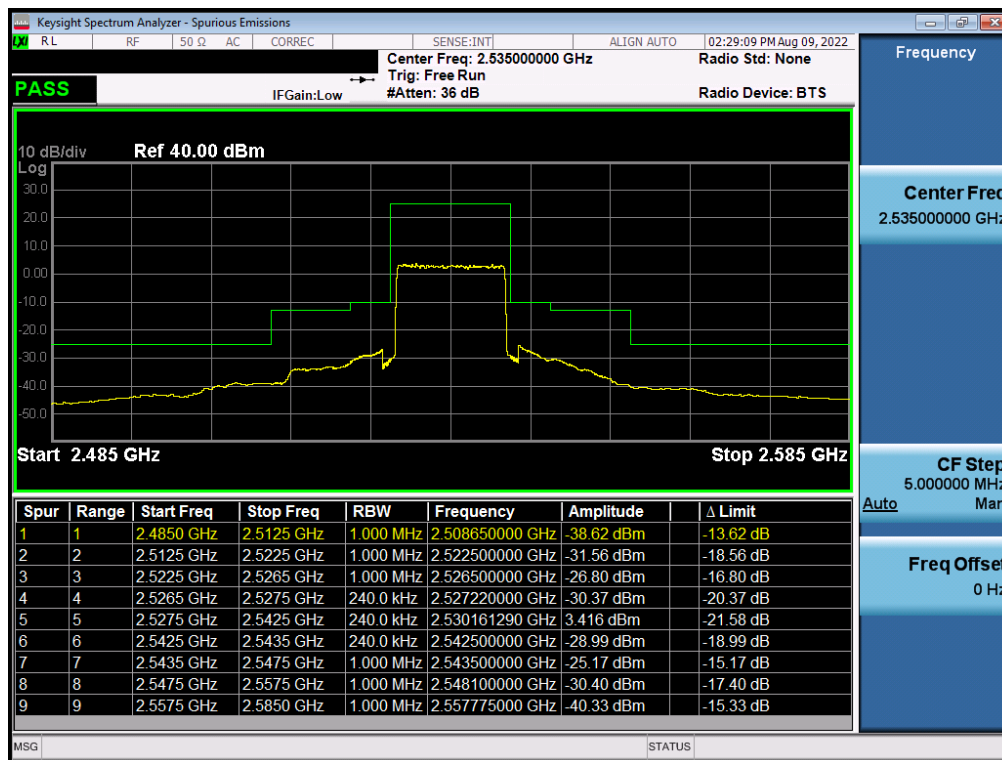 Keysight Spectrum Analyzer - Spurious Emissions
LXI RL RF 50 Ω AC CORREC SENSE:INT ALIGN AUTO 02:29:09 PM Aug 09, 2022
Center Freq: 2.535000000 GHz Radio Std: None
Trig: Free Run
PASS IFGain:Low #Atten: 36 dB Radio Device: BTS
10 dB/div Ref 40.00 dBm
Log
30.0
20.0
10.0
0.00
-10.0
-20.0
-30.0
-40.0
-50.0
Start 2.485 GHz Stop 2.585 GHz
Spur Range Start Freq Stop Freq RBW Frequency Amplitude Δ Limit
1 1 2.4850 GHz 2.5125 GHz 1.000 MHz 2.508650000 GHz -38.62 dBm -13.62 dB
2 2 2.5125 GHz 2.5225 GHz 1.000 MHz 2.522500000 GHz -31.56 dBm -18.56 dB
3 3 2.5225 GHz 2.5265 GHz 1.000 MHz 2.526500000 GHz -26.80 dBm -16.80 dB
4 4 2.5265 GHz 2.5275 GHz 240.0 kHz 2.527220000 GHz -30.37 dBm -20.37 dB
5 5 2.5275 GHz 2.5425 GHz 240.0 kHz 2.530161290 GHz 3.416 dBm -21.58 dB
6 6 2.5425 GHz 2.5435 GHz 240.0 kHz 2.542500000 GHz -28.99 dBm -18.99 dB
7 7 2.5435 GHz 2.5475 GHz 1.000 MHz 2.543500000 GHz -25.17 dBm -15.17 dB
8 8 2.5475 GHz 2.5575 GHz 1.000 MHz 2.548100000 GHz -30.40 dBm -17.40 dB
9 9 2.5575 GHz 2.5850 GHz 1.000 MHz 2.557775000 GHz -40.33 dBm -15.33 dB
MSG STATUS
Frequency
Center Freq
2.535000000 GHz
CF Step
5.000000 MHz
Auto Man
Freq Offset
0 Hz